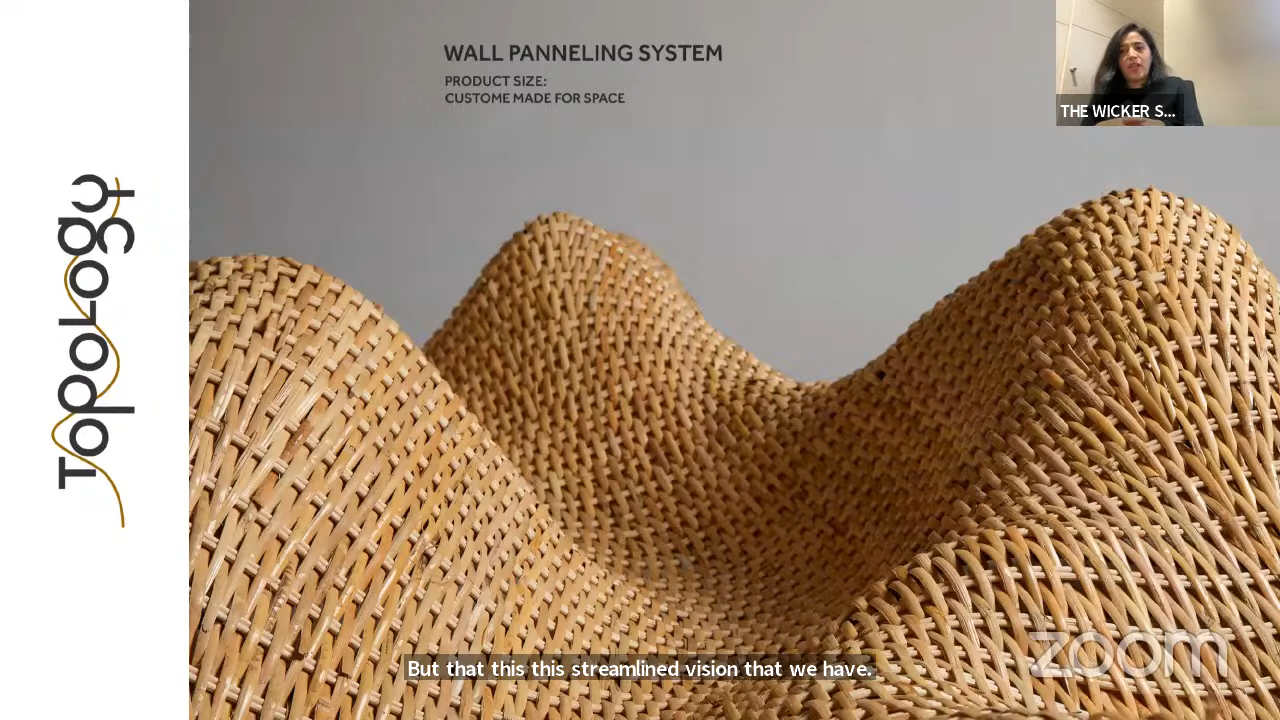 WALL PANNELING SYSTEM
PRODUCT SIZE:
CUSTOME MADE FOR SPACE
THE WICKER S...
Topology
But that this this streamlined vision that we have.
zoom